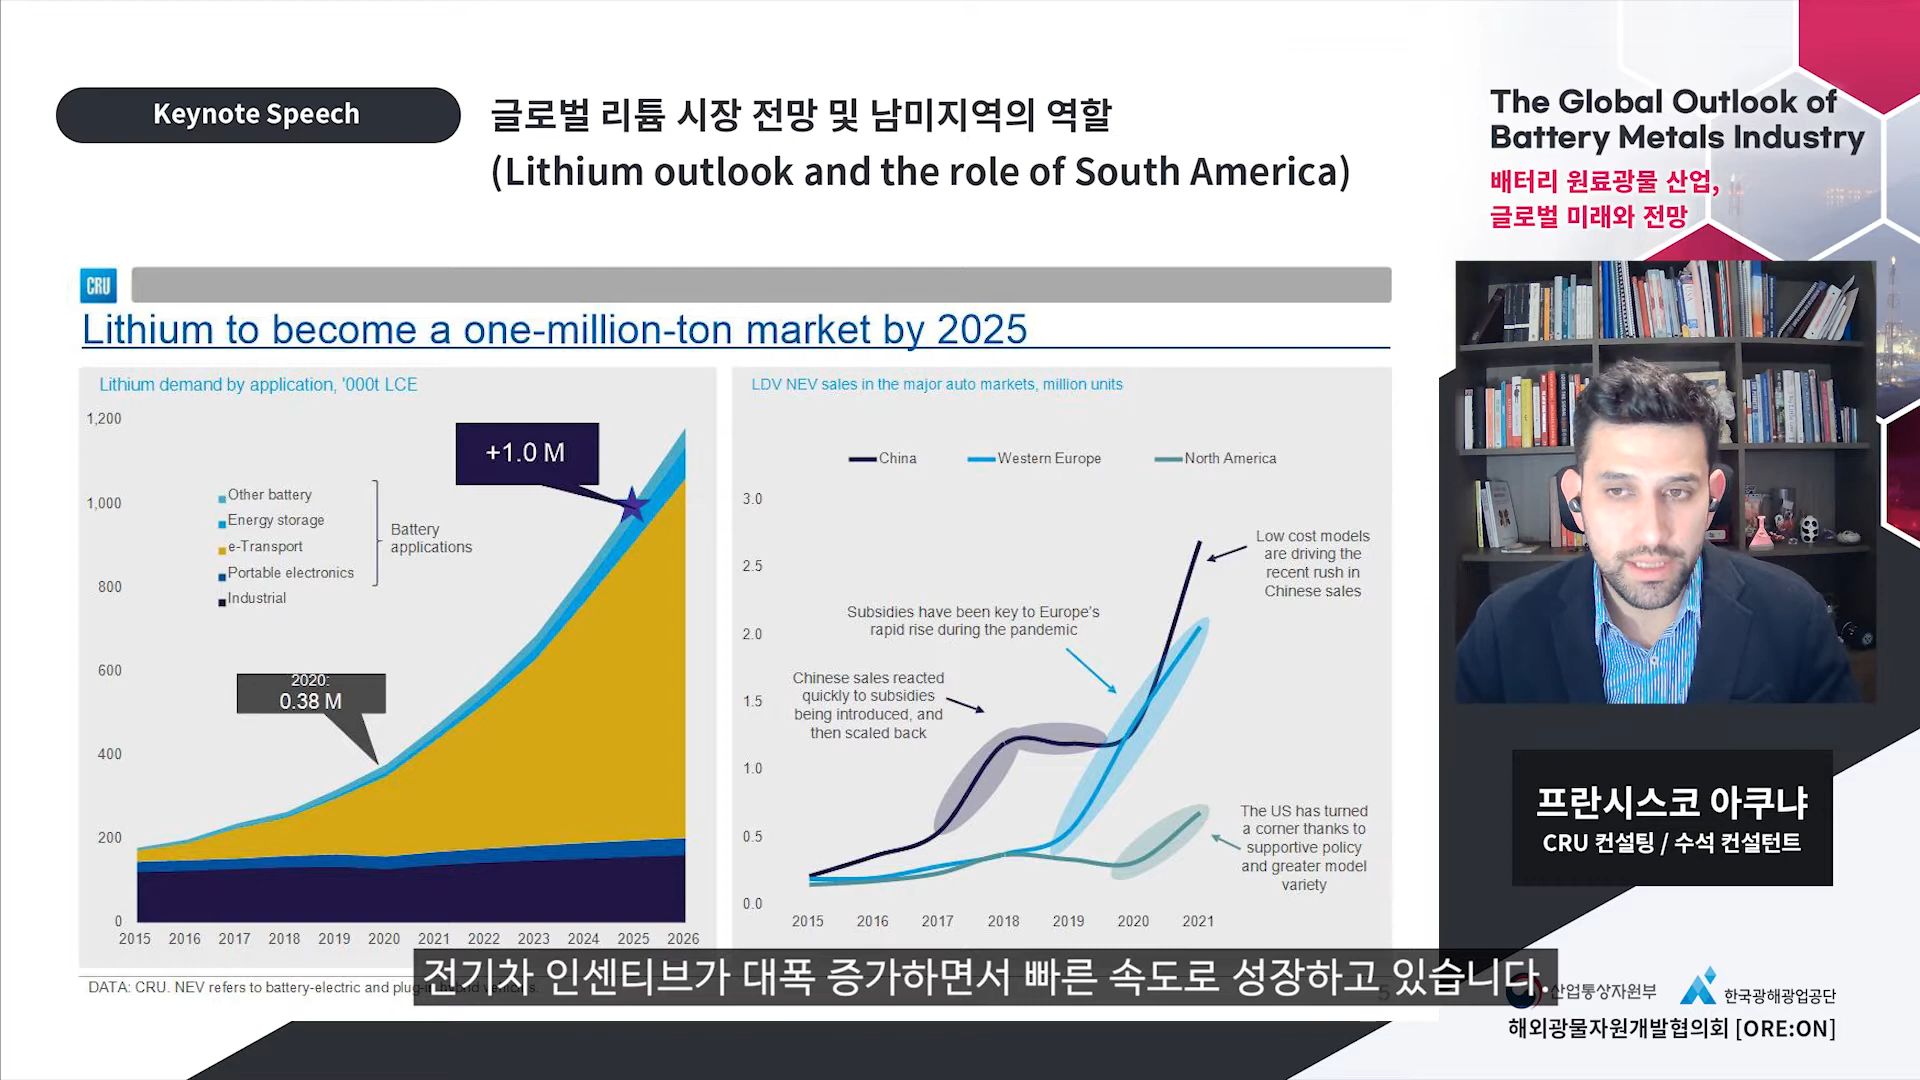 Keynote Speech
글로벌 리튬 시장 전망 및 남미지역의 역할
(Lithium outlook and the role of South America)
The Global Outlook of
Battery Metals Industry
배터리 원료광물 산업,
글로벌 미래와 전망
CRU
Lithium to become a one-million-ton market by 2025
Lithium demand by application, '000t LCE
1,200
1,000
800
600
400
200
0
Other battery
Energy storage
e-Transport
Portable electronics
Industrial
Battery
applications
+1.0 M
2020:
0.38 M
2015 2016 2017 2018 2019 2020 2021 2022 2023 2024 2025 2026
LDV NEV sales in the major auto markets, million units
China Western Europe North America
3.0
2.5
2.0
1.5
1.0
0.5
0.0
Low cost models
are driving the
recent rush in
Chinese sales
Subsidies have been key to Europe's
rapid rise during the pandemic
Chinese sales reacted
quickly to subsidies
being introduced, and
then scaled back
The US has turned
a corner thanks to
supportive policy
and greater model
variety
2015 2016 2017 2018 2019 2020 2021
DATA: CRU. NEV refers to battery-electric and plug-in hybrid vehicles.
5
전기차 인센티브가 대폭 증가하면서 빠른 속도로 성장하고 있습니다.
프란시스코 아쿠냐
CRU 컨설팅 / 수석 컨설턴트
산업통상자원부
한국광해광업공단
해외광물자원개발협의회 [ORE:ON]